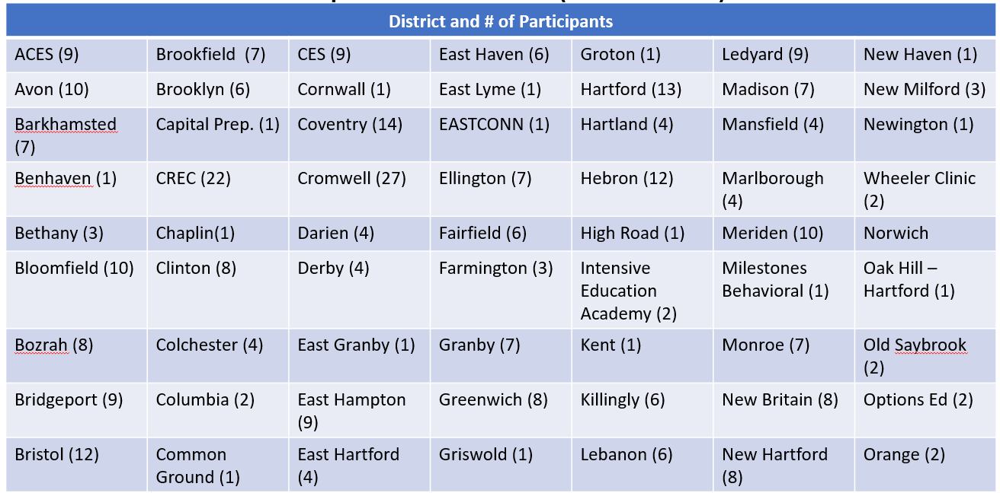 District and # of Participants
ACES (9) Brookfield  (7) CES (9) East Haven (6) Groton (1) Ledyard (9) New Haven (1)
Avon (10) Brooklyn (6) Cornwall (1) East Lyme (1) Hartford (13) Madison (7) New Milford (3)
Barkhamsted Capital Prep. (1) Coventry (14) EASTCONN (1) Hartland (4) Mansfield (4) Newington (1)
(7)
Benhaven (1) CREC (22) Cromwell (27) Ellington (7) Hebron (12) Marlborough Wheeler Clinic
(4) (2)
Bethany (3) Chaplin(1) Darien (4) Fairfield (6) High Road (1) Meriden (10) Norwich
Bloomfield (10) Clinton (8) Derby (4) Farmington (3) Intensive Milestones Oak Hill –
Education Behavioral (1) Hartford (1)
Academy (2)
Bozrah (8) Colchester (4) East Granby (1) Granby (7) Kent (1) Monroe (7) Old Saybrook
(2)
Bridgeport (9) Columbia (2) East Hampton Greenwich (8) Killingly (6) New Britain (8) Options Ed (2)
(9)
Bristol (12) Common East Hartford Griswold (1) Lebanon (6) New Hartford Orange (2)
Ground (1) (4) (8)